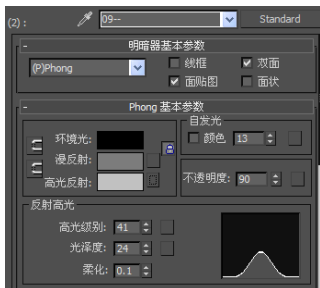 (2) : 09-- Standard
明暗器基本参数
(P)Phong 线框 双面
面贴图 面状
Phong 基本参数
自发光
环境光: 颜色 13
漫反射:
高光反射: 不透明度: 90
反射高光
高光级别: 41
光泽度: 24
柔化: 0.1